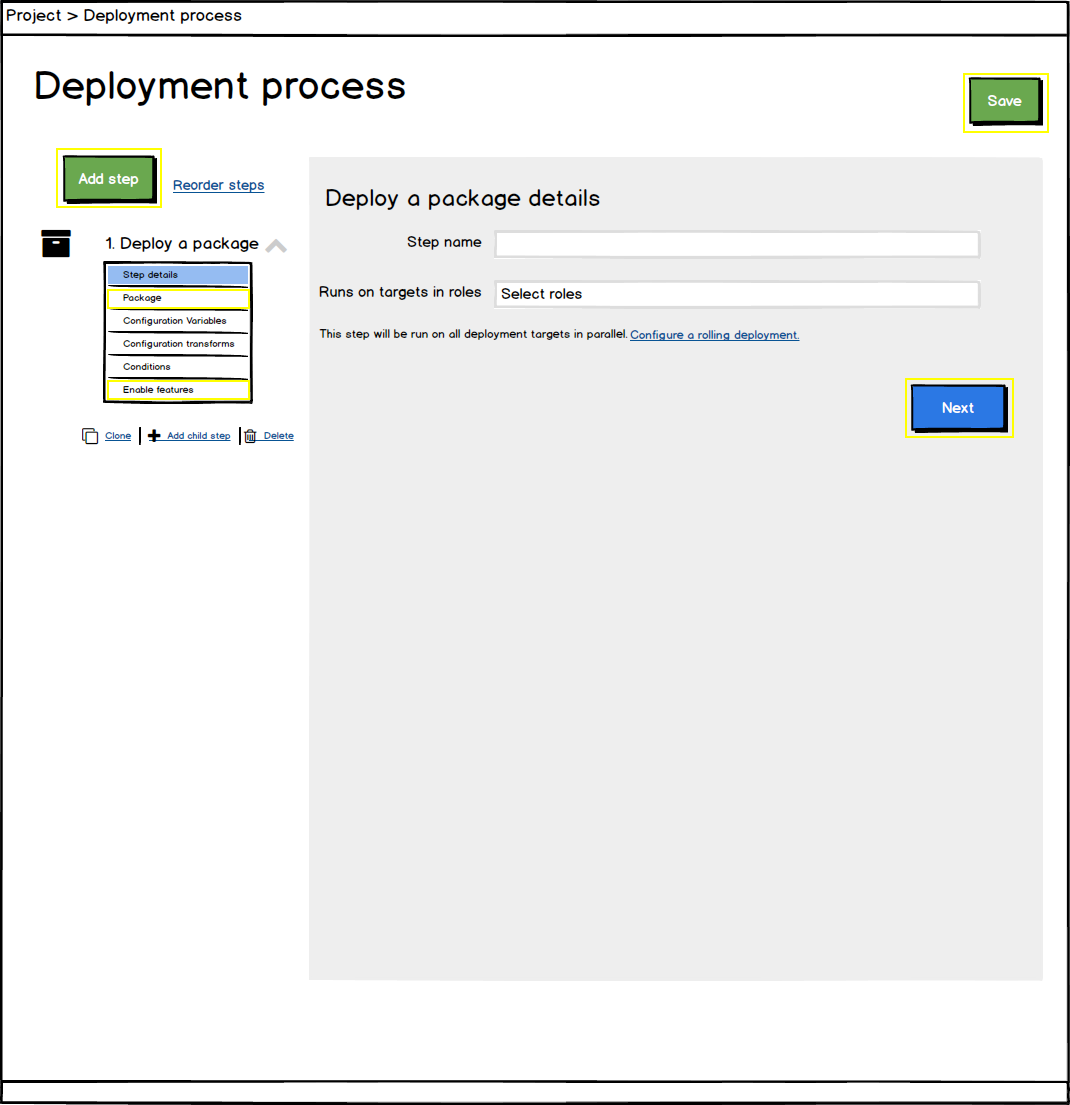 Project > Deployment process
Deployment process
Save
Add step
Reorder steps
1. Deploy a package
Step details
Package
Configuration Variables
Configuration transforms
Conditions
Enable features
Clone
Add child step
Delete
Deploy a package details
Step name
Runs on targets in roles Select roles
This step will be run on all deployment targets in parallel. Configure a rolling deployment.
Next